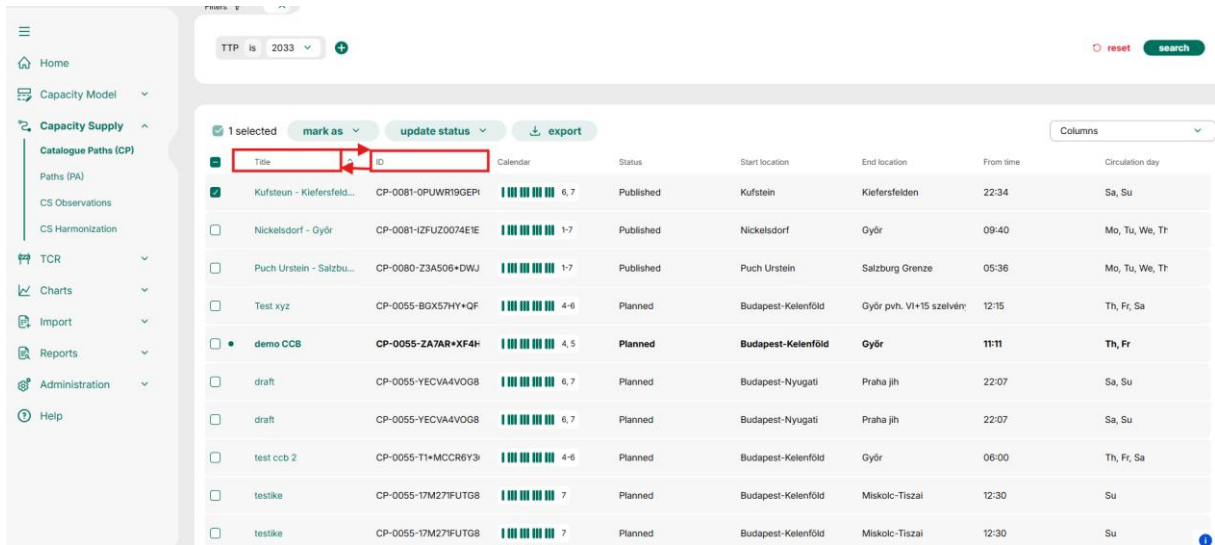 Filters
TTP is 2033
reset search
Home
Capacity Model
Capacity Supply
Catalogue Paths (CP)
Paths (PA)
CS Observations
CS Harmonization
TCR
Charts
Import
Reports
Administration
Help
1 selected mark as update status export Columns
Title ID Calendar Status Start location End location From time Circulation day
Kufsteun - Kiefersfeld... CP-0081-0PUWR19GEP 6, 7 Published Kufstein Kiefersfelden 22:34 Sa, Su
Nickelsdorf - Győr CP-0081-IZFUZ0074E1E 1-7 Published Nickelsdorf Győr 09:40 Mo, Tu, We, Th
Puch Urstein - Salzbu... CP-0080-Z3A506*DWJ 1-7 Published Puch Urstein Salzburg Grenze 05:36 Mo, Tu, We, Th
Test xyz CP-0055-BGX57HY*QF 4-6 Planned Budapest-Kelenföld Győr pvh. VI+15 szelvény 12:15 Th, Fr, Sa
demo CCB CP-0055-ZA7AR*XF4H 4, 5 Planned Budapest-Kelenföld Győr 11:11 Th, Fr
draft CP-0055-YECVA4VOG8 6, 7 Planned Budapest-Nyugati Praha jih 22:07 Sa, Su
draft CP-0055-YECVA4VOG8 6, 7 Planned Budapest-Nyugati Praha jih 22:07 Sa, Su
test ccb 2 CP-0055-T1*MCCR6Y3 4-6 Planned Budapest-Kelenföld Győr 06:00 Th, Fr, Sa
testike CP-0055-17M271FUTG8 7 Planned Budapest-Kelenföld Miskolc-Tiszai 12:30 Su
testike CP-0055-17M271FUTG8 7 Planned Budapest-Kelenföld Miskolc-Tiszai 12:30 Su